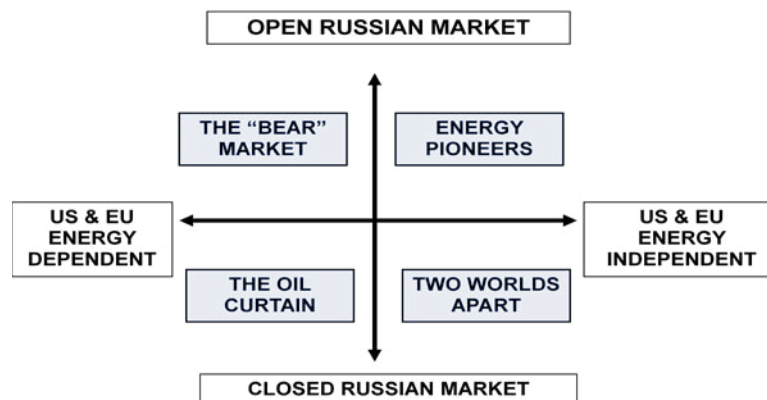 OPEN RUSSIAN MARKET
THE “BEAR”
MARKET
ENERGY
PIONEERS
US & EU
ENERGY
DEPENDENT
US & EU
ENERGY
INDEPENDENT
THE OIL
CURTAIN
TWO WORLDS
APART
CLOSED RUSSIAN MARKET